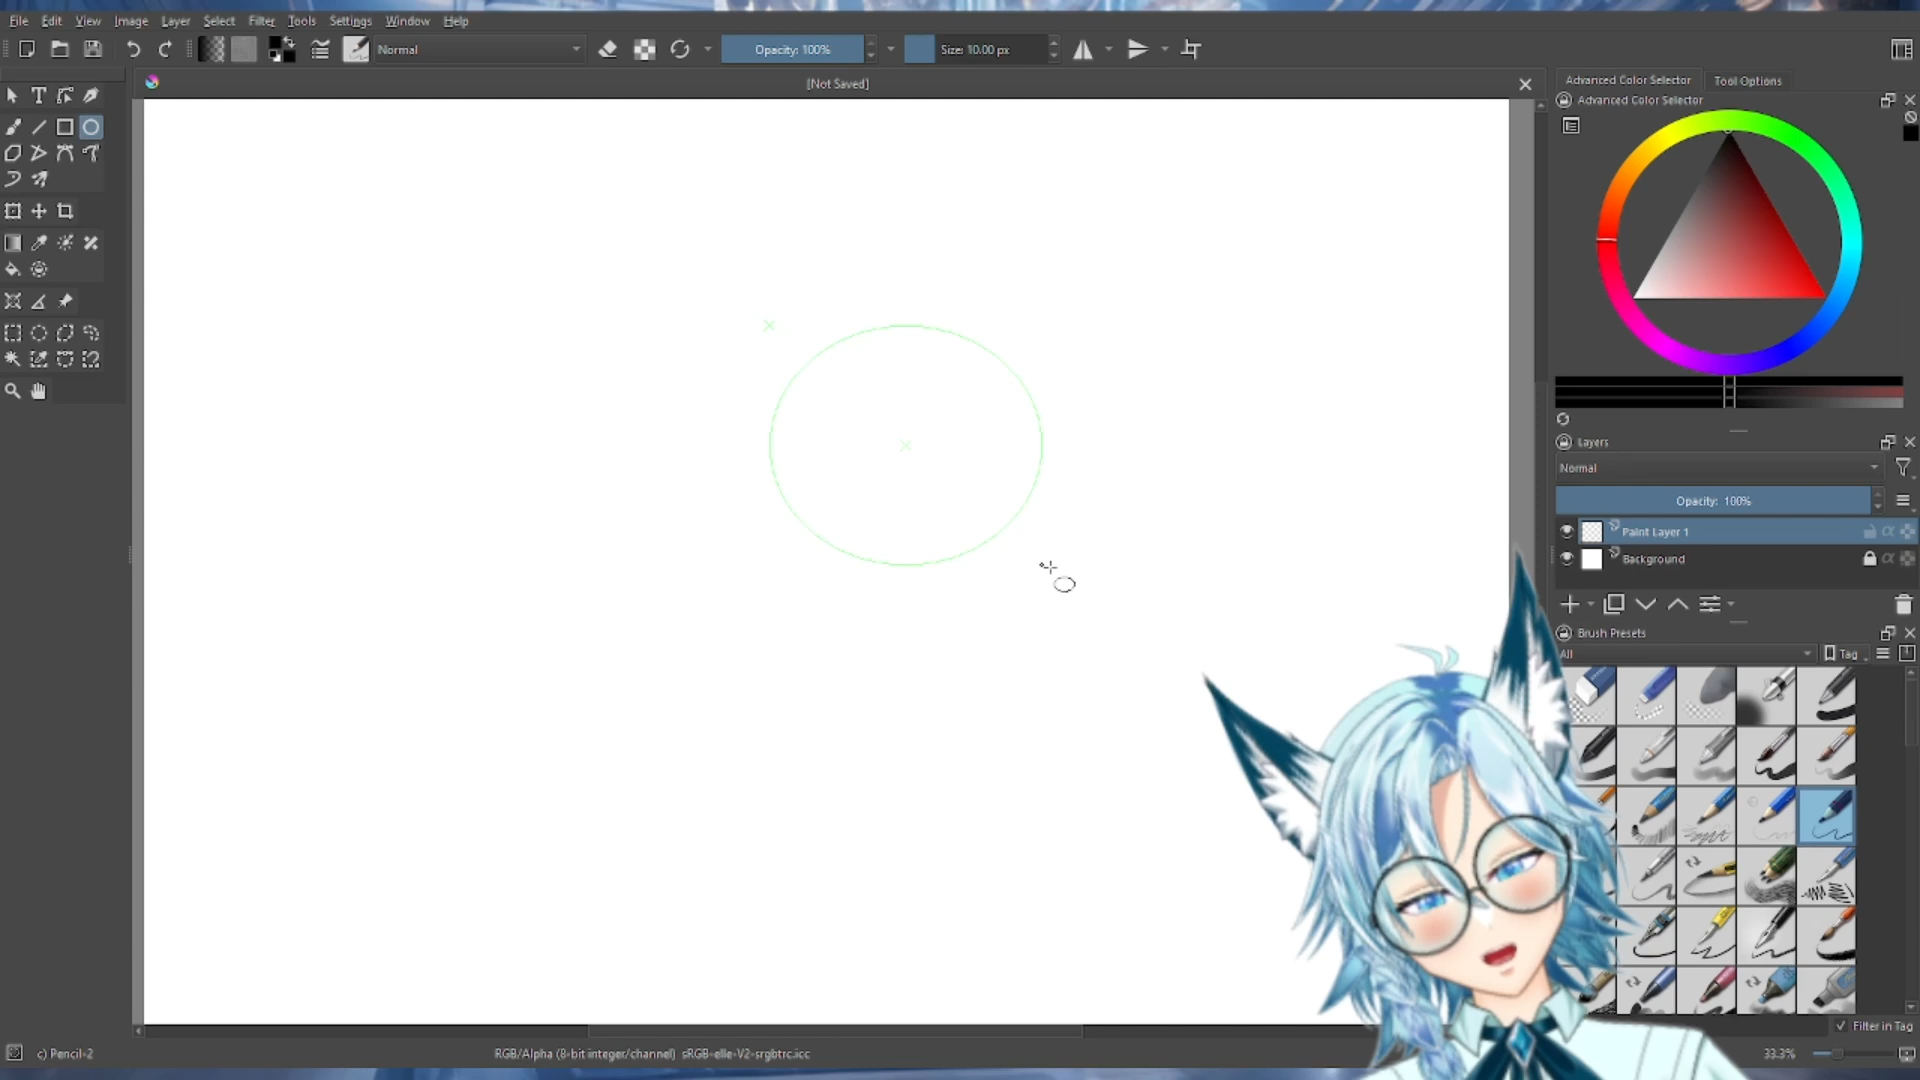 File Edit View Image Layer Select Filter Tools Settings Window Help
Normal
Opacity: 100%
Size: 10.00 px
[Not Saved]
Advanced Color Selector
Tool Options
Advanced Color Selector
Layers
Normal
Opacity: 100%
Paint Layer 1
Background
Brush Presets
All
Tag
Filter in Tag
c) Pencil-2
RGB/Alpha (8-bit integer/channel) sRGB-elle-V2-srgbtrc.icc
33.3%